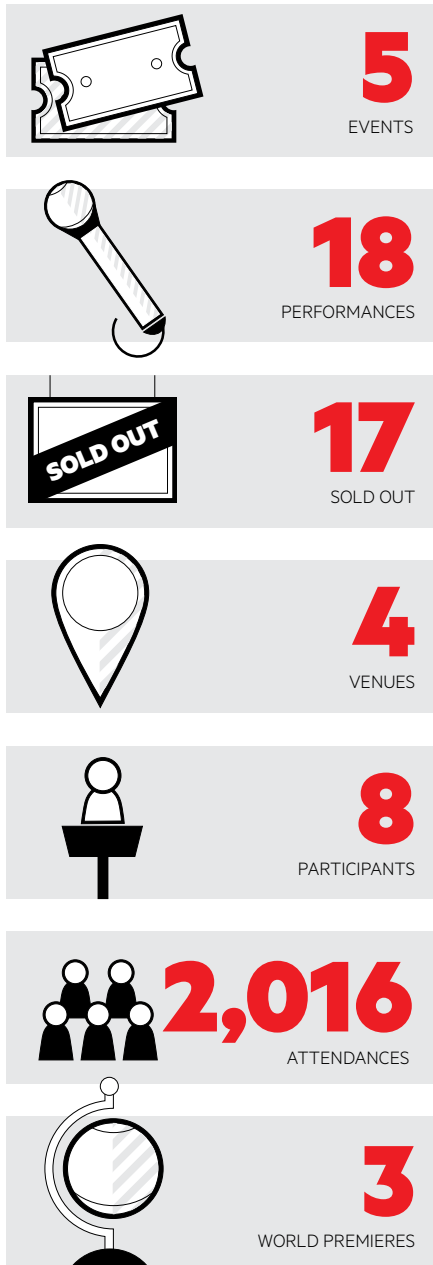 5
EVENTS
18
PERFORMANCES
SOLD OUT
17
SOLD OUT
4
VENUES
8
PARTICIPANTS
2,016
ATTENDANCES
3
WORLD PREMIERES